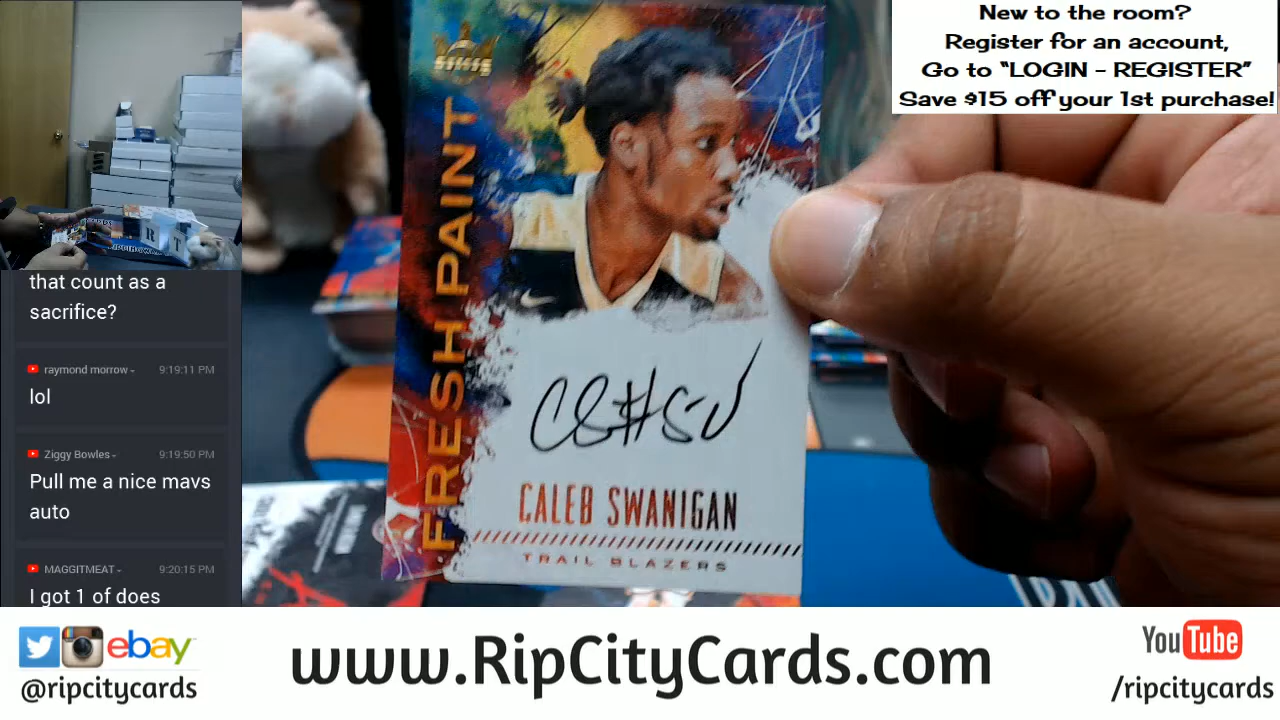 New to the room?
Register for an account,
Go to “LOGIN - REGISTER”
Save $15 off your 1st purchase!
that count as a
sacrifice?
raymond morrow
9:19:11 PM
lol
Ziggy Bowles
9:19:50 PM
Pull me a nice mavs
auto
MAGGITMEAT
9:20:15 PM
I got 1 of does
FRESH PAINT
CALEB SWANIGAN
TRAIL BLAZERS
ebay
@ripcitycards
www.RipCityCards.com
YouTube
/ripcitycards